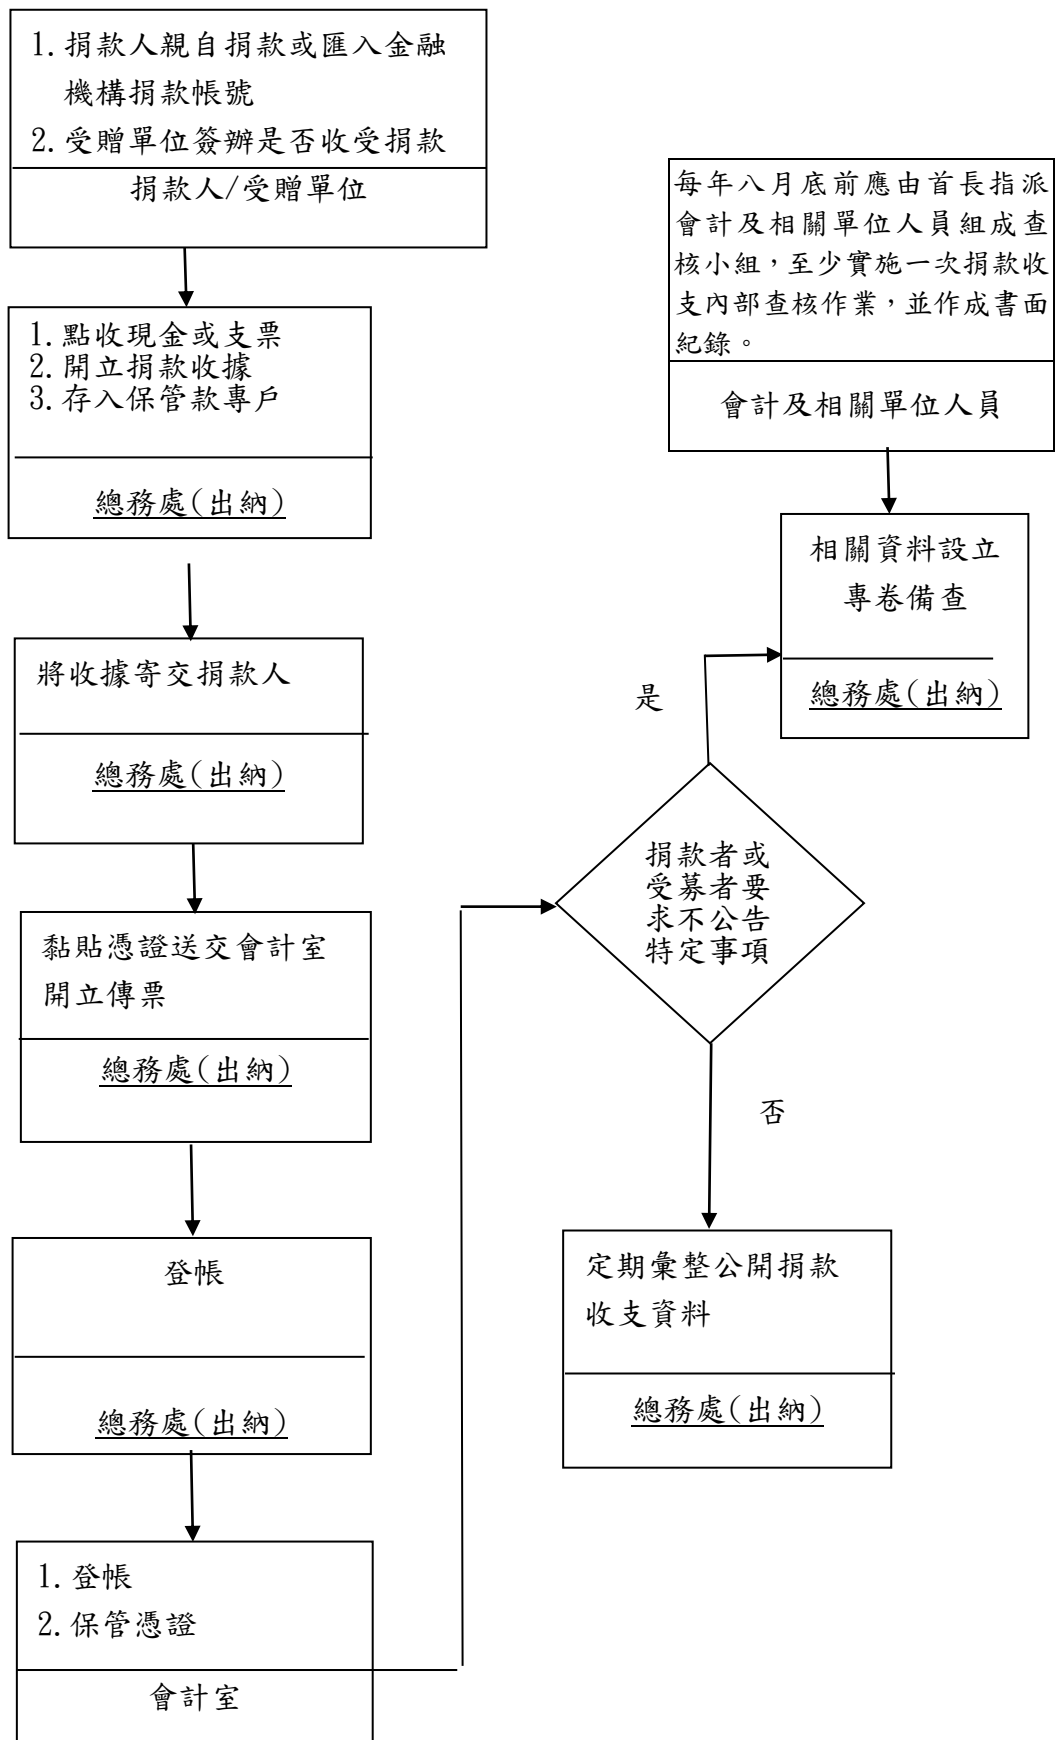 1.捐款人親自捐款或匯入金融
機構捐款帳號
2.受贈單位簽辦是否收受捐款
捐款人/受贈單位
1.點收現金或支票
2.開立捐款收據
3.存入保管款專戶
總務處(出納)
將收據寄交捐款人
總務處(出納)
黏貼憑證送交會計室
開立傳票
總務處(出納)
登帳
總務處(出納)
1.登帳
2.保管憑證
會計室
每年八月底前應由首長指派
會計及相關單位人員組成查
核小組，至少實施一次捐款收
支內部查核作業，並作成書面
紀錄。
會計及相關單位人員
相關資料設立
專卷備查
總務處(出納)
是
捐款者或
受募者要
求不公告
特定事項
否
定期彙整公開捐款
收支資料
總務處(出納)